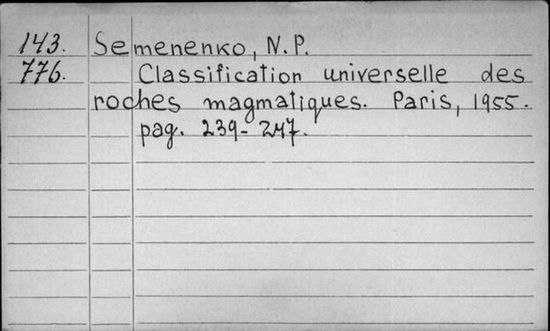 143. Semenenko, N.P.
776. Classification universelle des
roches magmatiques. Paris, 1955.
pag. 239-247.